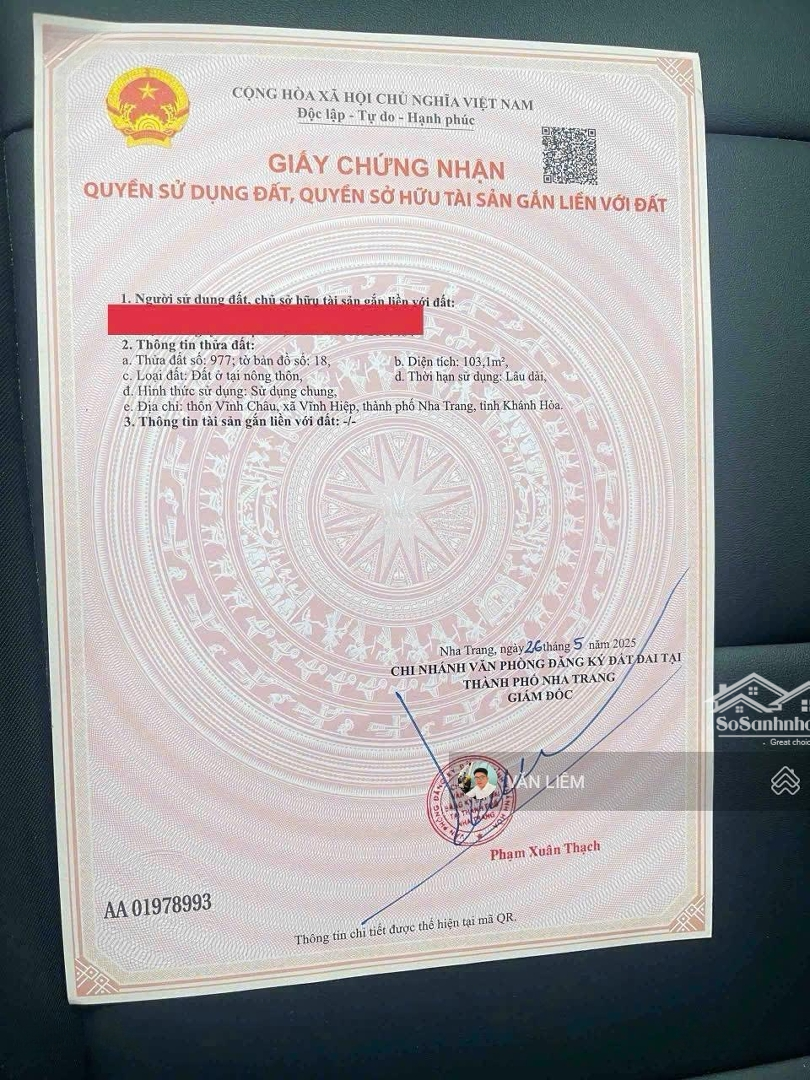 CỘNG HÒA XÃ HỘI CHỦ NGHĨA VIỆT NAM
Độc lập - Tự do - Hạnh phúc
GIẤY CHỨNG NHẬN
QUYỀN SỬ DỤNG ĐẤT, QUYỀN SỞ HỮU TÀI SẢN GẮN LIỀN VỚI ĐẤT
1. Người sử dụng đất, chủ sở hữu tài sản gắn liền với đất:
2. Thông tin thửa đất:
a. Thửa đất số: 977; tờ bản đồ số: 18, b. Diện tích: 103,1m²,
c. Loại đất: Đất ở tại nông thôn, d. Thời hạn sử dụng: Lâu dài,
đ. Hình thức sử dụng: Sử dụng chung,
e. Địa chỉ: thôn Vĩnh Châu, xã Vĩnh Hiệp, thành phố Nha Trang, tỉnh Khánh Hòa.
3. Thông tin tài sản gắn liền với đất: -/-
Nha Trang, ngày 26 tháng 5 năm 2025
CHI NHÁNH VĂN PHÒNG ĐĂNG KÝ ĐẤT ĐAI TẠI
THÀNH PHỐ NHA TRANG
GIÁM ĐỐC
SoSanhnha
- Great choic
VĂN LIÊM
Phạm Xuân Thạch
AA 01978993
Thông tin chi tiết được thể hiện tại mã QR.